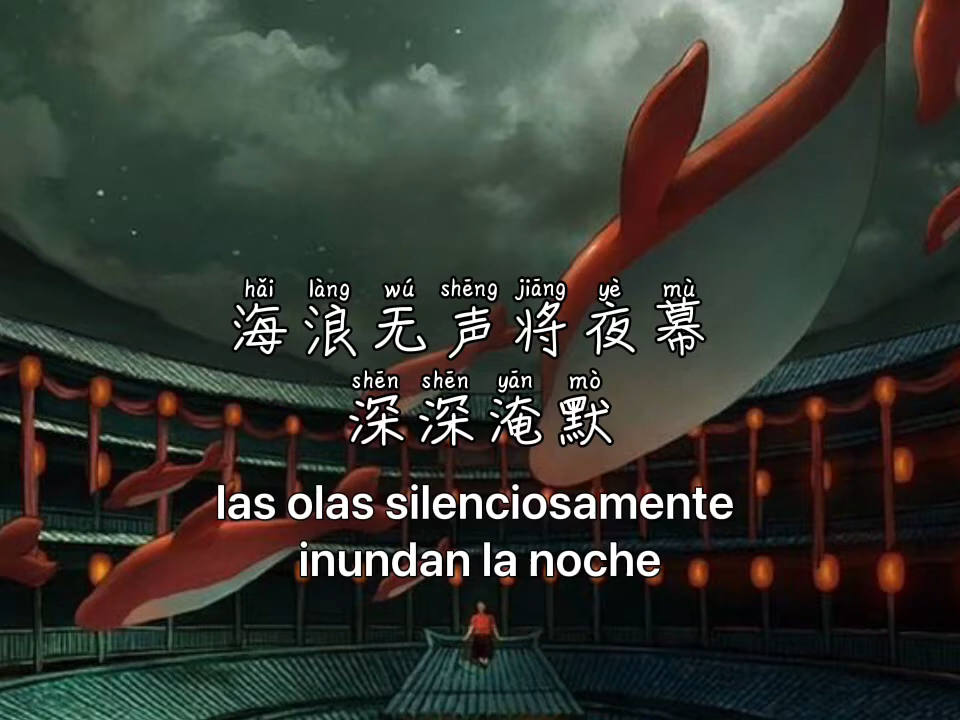 hǎi làng wú shēng jiāng yè mù
海浪无声将夜幕
shēn shēn yān mò
深深淹默
las olas silenciosamente
inundan la noche